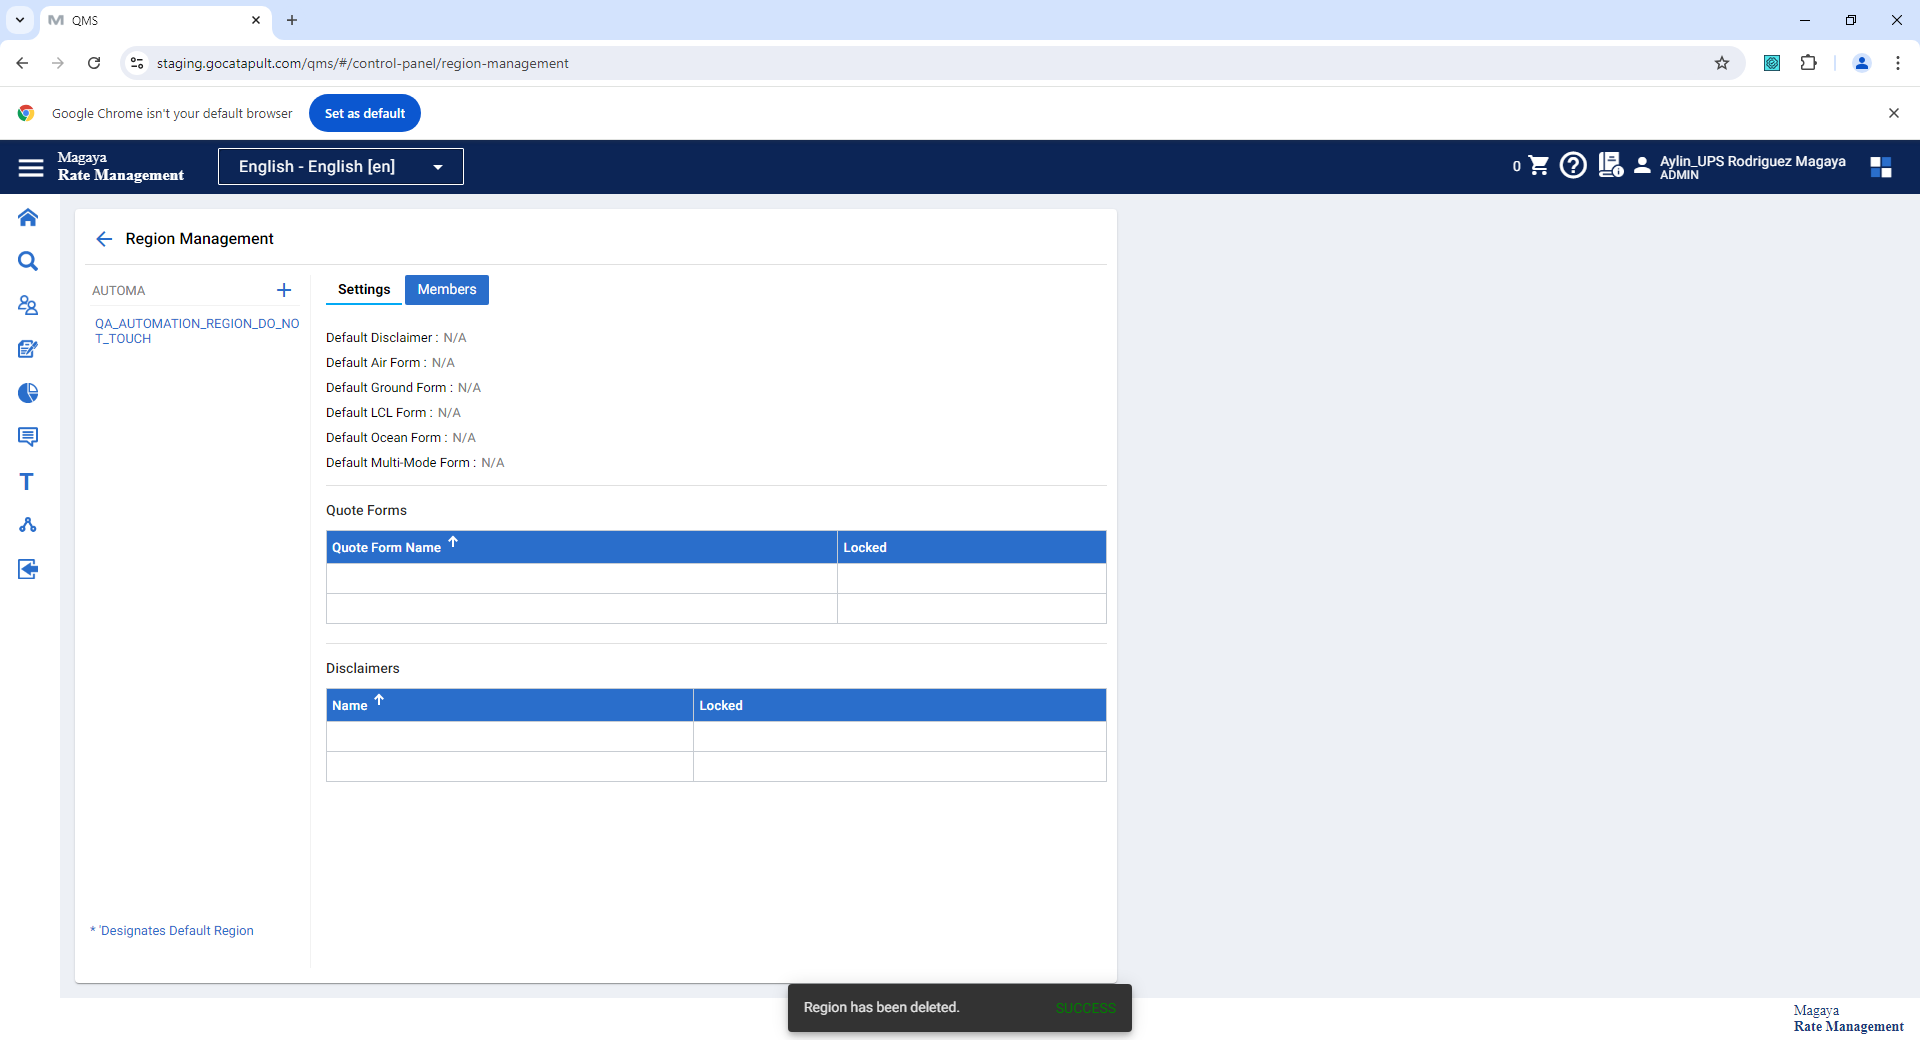 QMS
staging.gocatapult.com/qms/#/control-panel/region-management
Google Chrome isn't your default browser
Set as default
Magaya
Rate Management
English - English [en]
0
Aylin_UPS Rodriguez Magaya
ADMIN
Region Management
AUTOMA
QA_AUTOMATION_REGION_DO_NO
T_TOUCH
* 'Designates Default Region
Settings
Members
Default Disclaimer : N/A
Default Air Form : N/A
Default Ground Form : N/A
Default LCL Form : N/A
Default Ocean Form : N/A
Default Multi-Mode Form : N/A
Quote Forms
Quote Form Name
Locked
Disclaimers
Name
Locked
Region has been deleted.
SUCCESS
Magaya
Rate Management